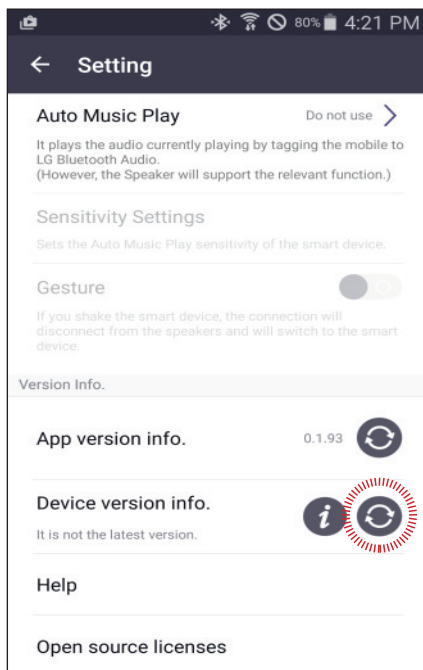 80% 4:21 PM
Setting
Auto Music Play Do not use
It plays the audio currently playing by tagging the mobile to
LG Bluetooth Audio.
(However, the Speaker will support the relevant function.)
Sensitivity Settings
Sets the Auto Music Play sensitivity of the smart device.
Gesture
If you shake the smart device, the connection will
disconnect from the speakers and will switch to the smart
device.
Version Info.
App version info. 0.1.93
Device version info. i
It is not the latest version.
Help
Open source licenses